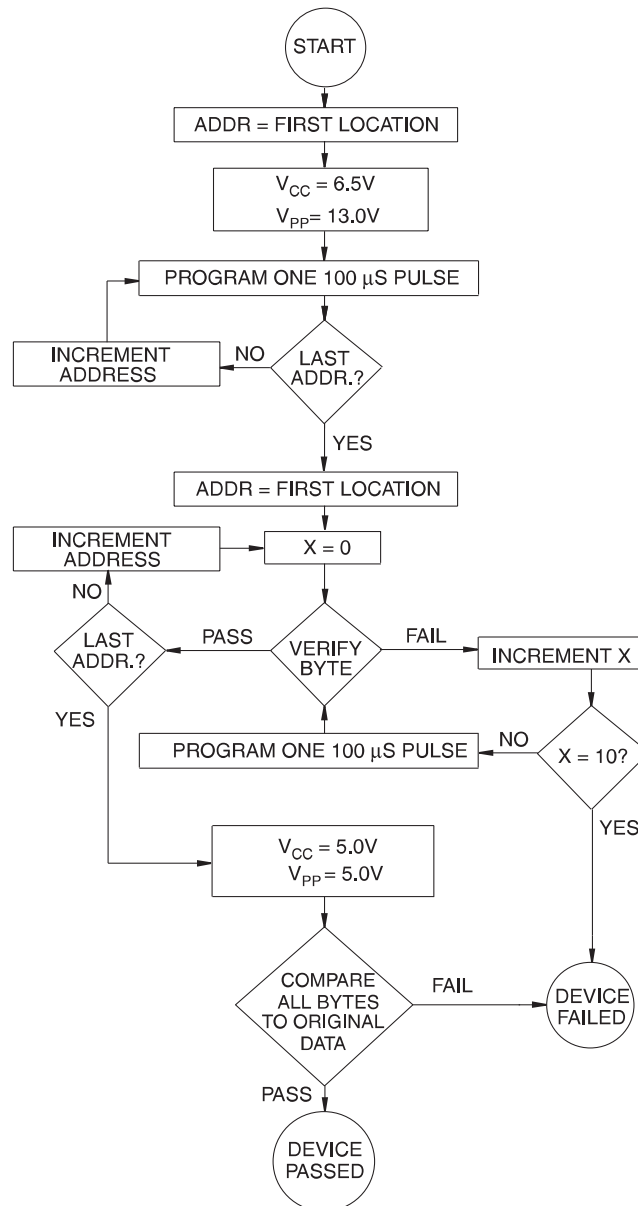 START
ADDR = FIRST LOCATION
VCC = 6.5V
VPP= 13.0V
PROGRAM ONE 100 μS PULSE
INCREMENT
ADDRESS
NO
LAST
ADDR.?
YES
ADDR = FIRST LOCATION
INCREMENT
ADDRESS
X = 0
NO
LAST
ADDR.?
PASS
VERIFY
BYTE
FAIL
INCREMENT X
YES
PROGRAM ONE 100 μS PULSE
NO
X = 10?
YES
VCC = 5.0V
VPP = 5.0V
COMPARE
ALL BYTES
TO ORIGINAL
DATA
FAIL
DEVICE
FAILED
PASS
DEVICE
PASSED